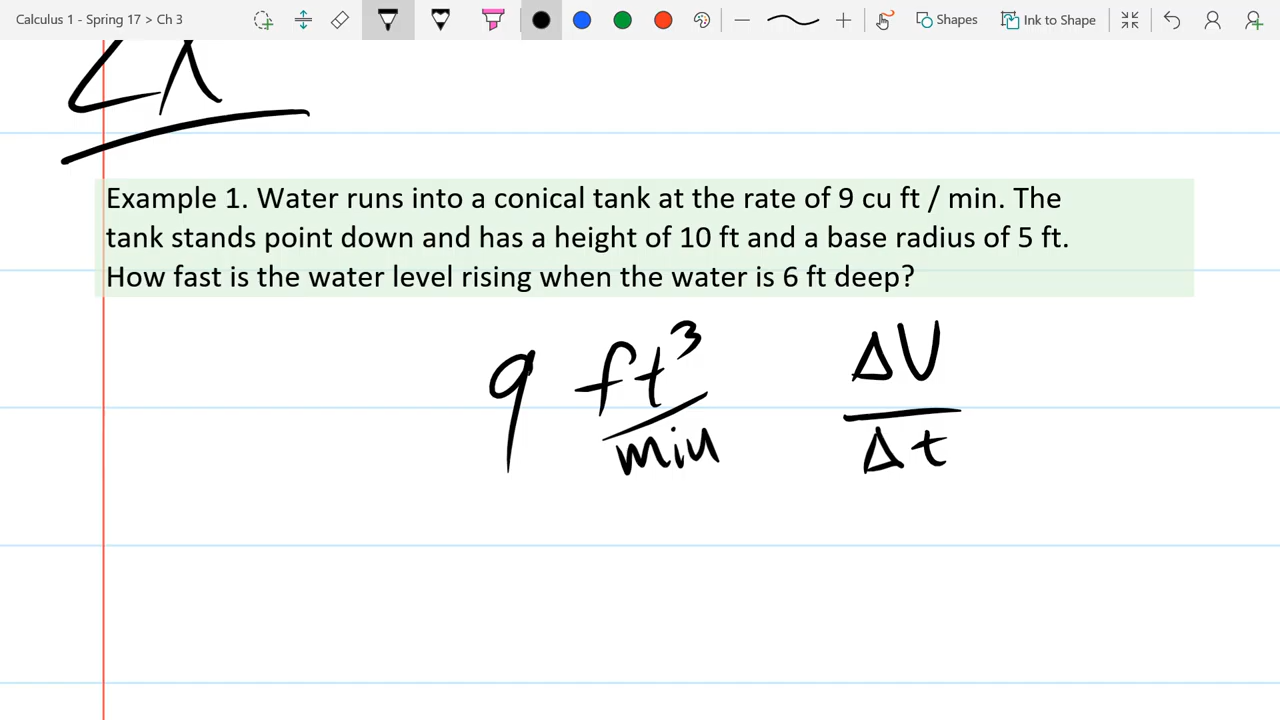 Calculus 1 - Spring 17 > Ch 3
Shapes
Ink to Shape
Example 1. Water runs into a conical tank at the rate of 9 cu ft / min. The
tank stands point down and has a height of 10 ft and a base radius of 5 ft.
How fast is the water level rising when the water is 6 ft deep?
9 ft³/min ΔV/Δt